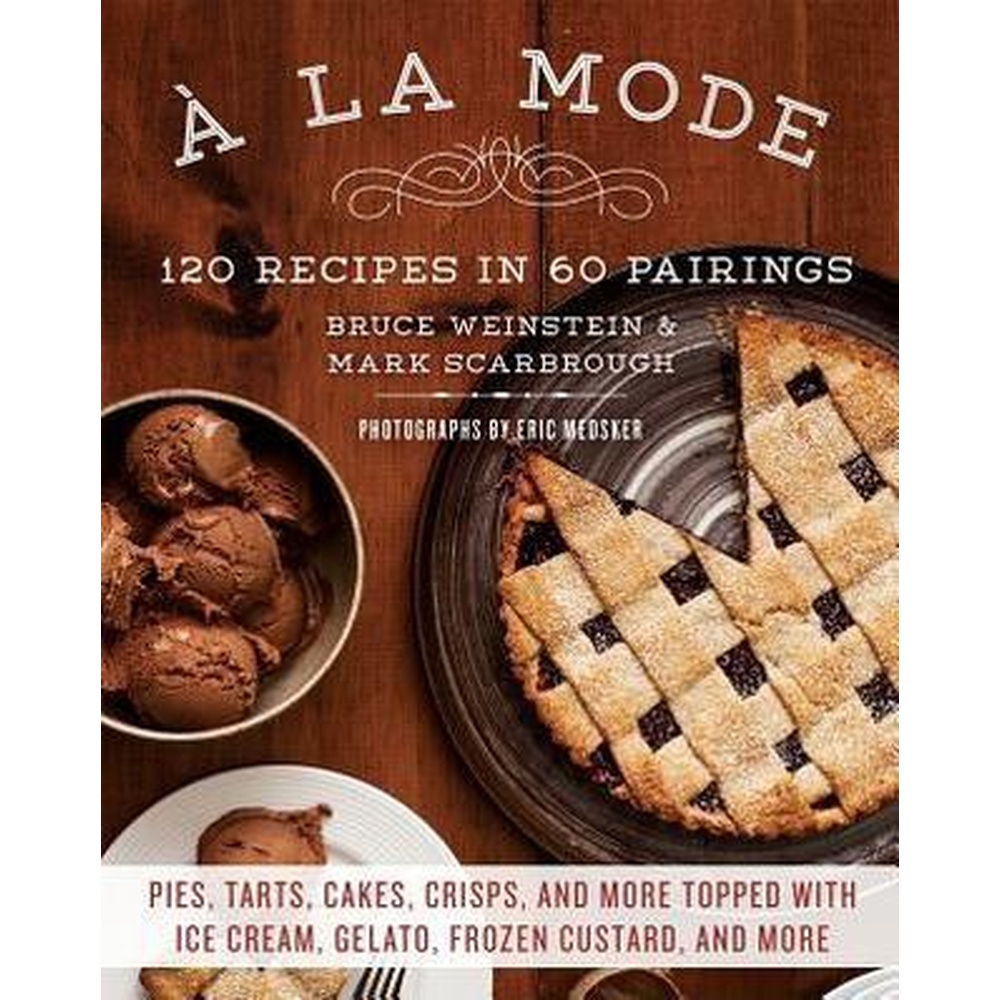 À LA MODE
120 RECIPES IN 60 PAIRINGS
BRUCE WEINSTEIN &
MARK SCARBROUGH
PHOTOGRAPHS BY ERIC MEDSKER
PIES, TARTS, CAKES, CRISPS, AND MORE TOPPED WITH
ICE CREAM, GELATO, FROZEN CUSTARD, AND MORE